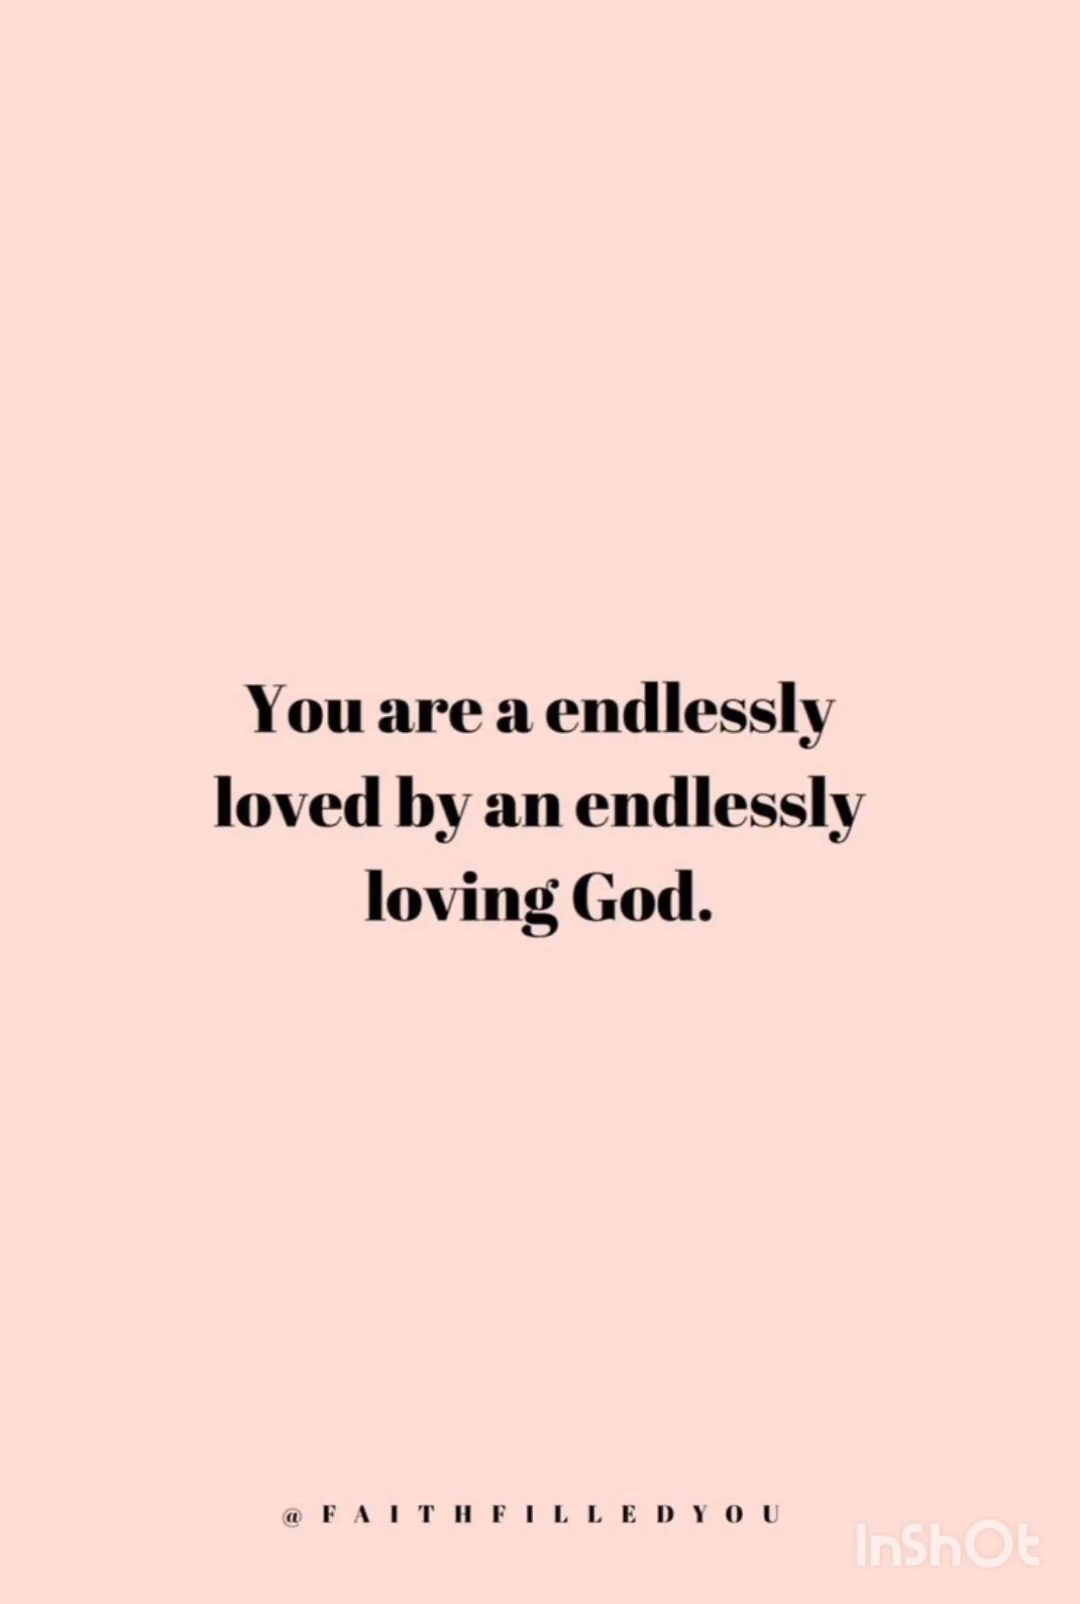 You are a endlessly
loved by an endlessly
loving God.
@FAITHFILLEDYOU
InShOt